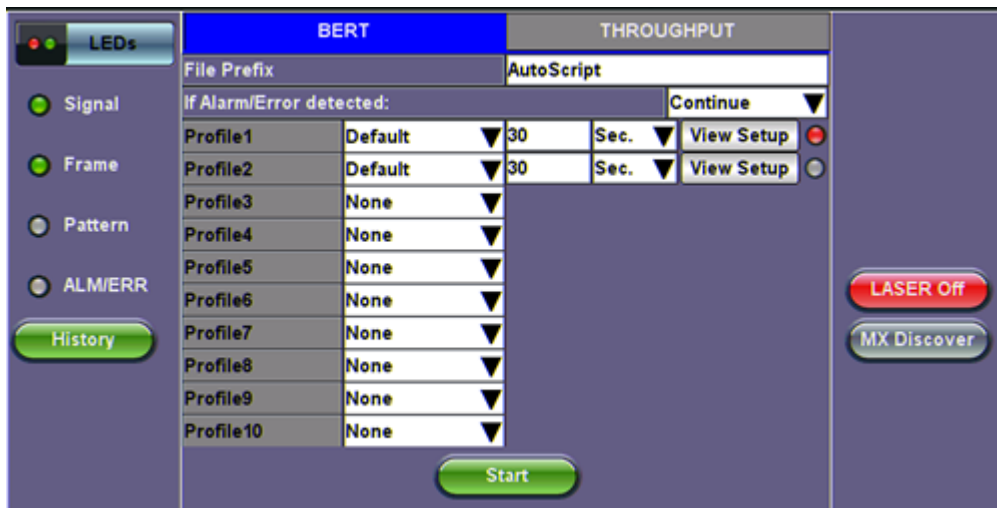 LEDs
Signal
Frame
Pattern
ALM/ERR
History
BERT THROUGHPUT
File Prefix AutoScript
If Alarm/Error detected: Continue
Profile1 Default 30 Sec. View Setup
Profile2 Default 30 Sec. View Setup
Profile3 None
Profile4 None
Profile5 None
Profile6 None
Profile7 None
Profile8 None
Profile9 None
Profile10 None
Start
LASER Off
MX Discover